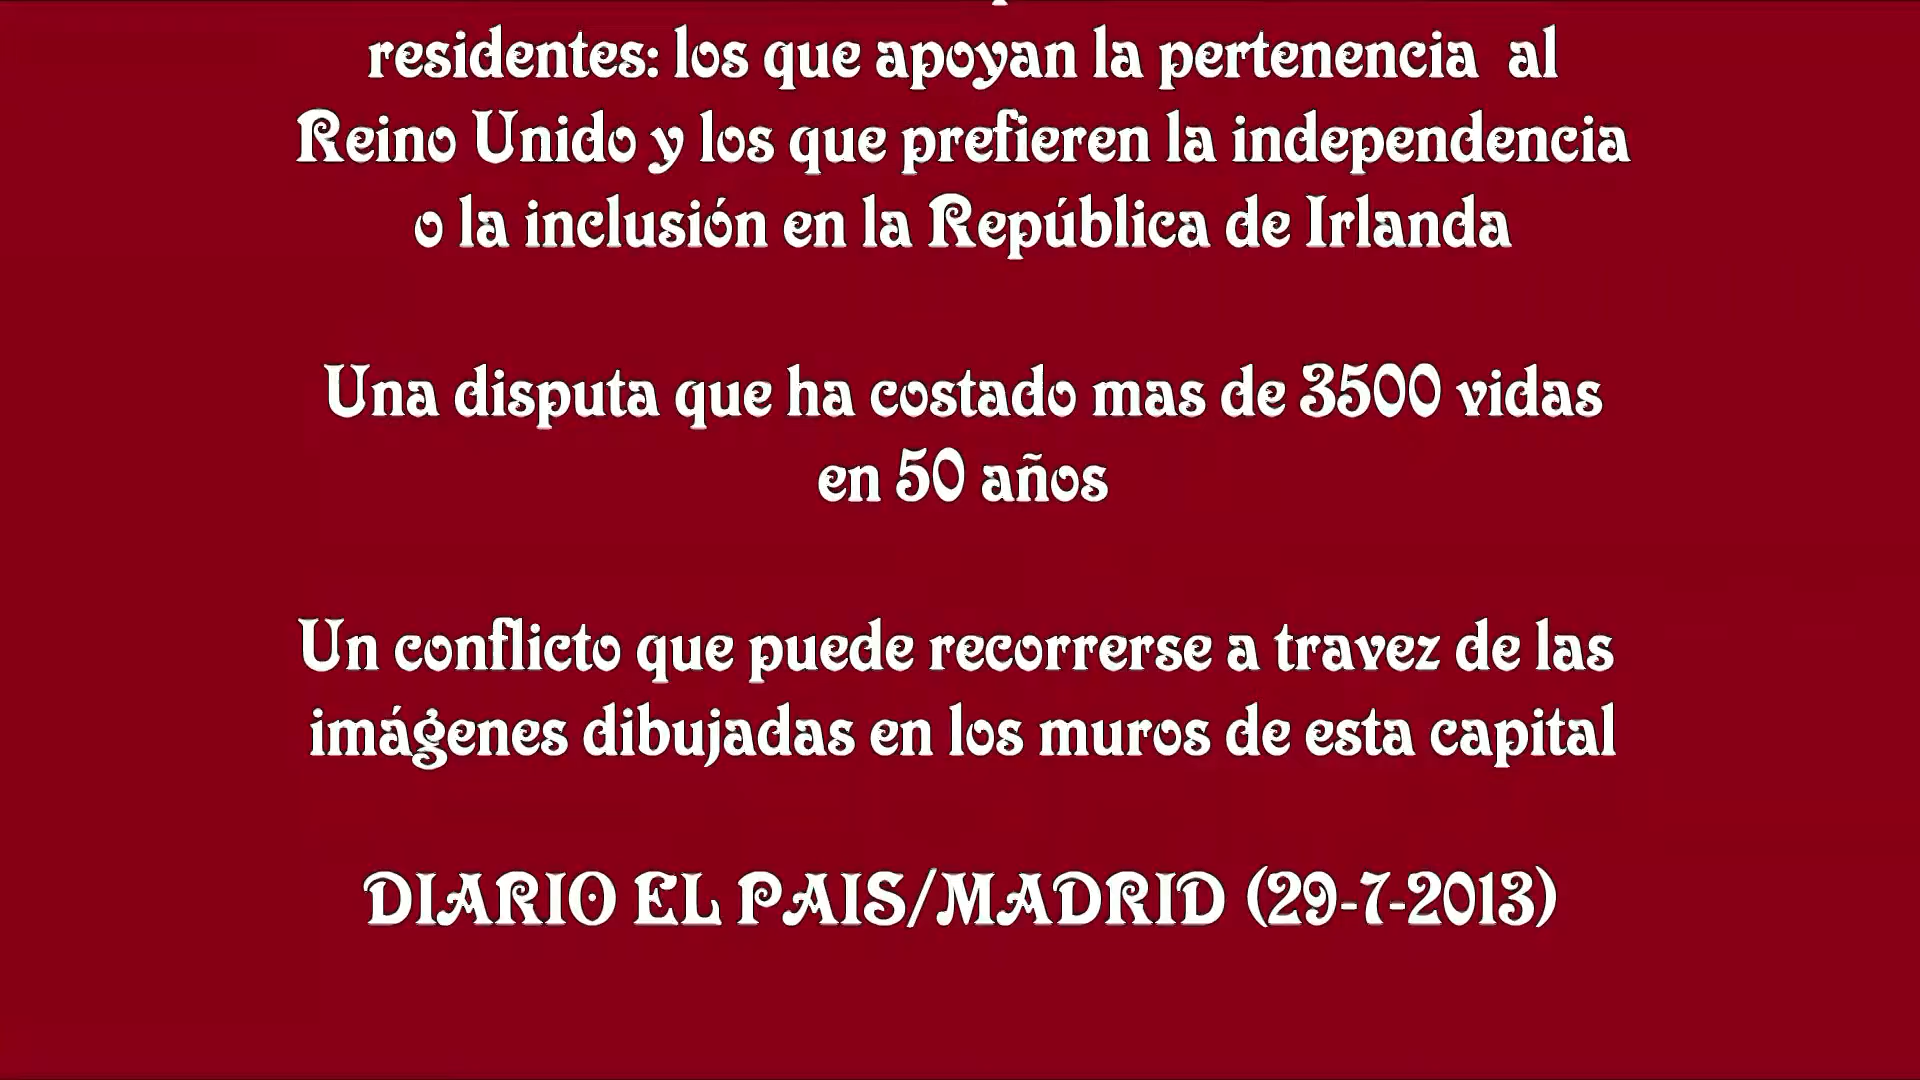 residentes: los que apoyan la pertenencia al
Reino Unido y los que prefieren la independencia
o la inclusión en la República de Irlanda
Una disputa que ha costado mas de 3500 vidas
en 50 años
Un conflicto que puede recorrerse a travez de las
imágenes dibujadas en los muros de esta capital
DIARIO EL PAIS/MADRID (29-7-2013)